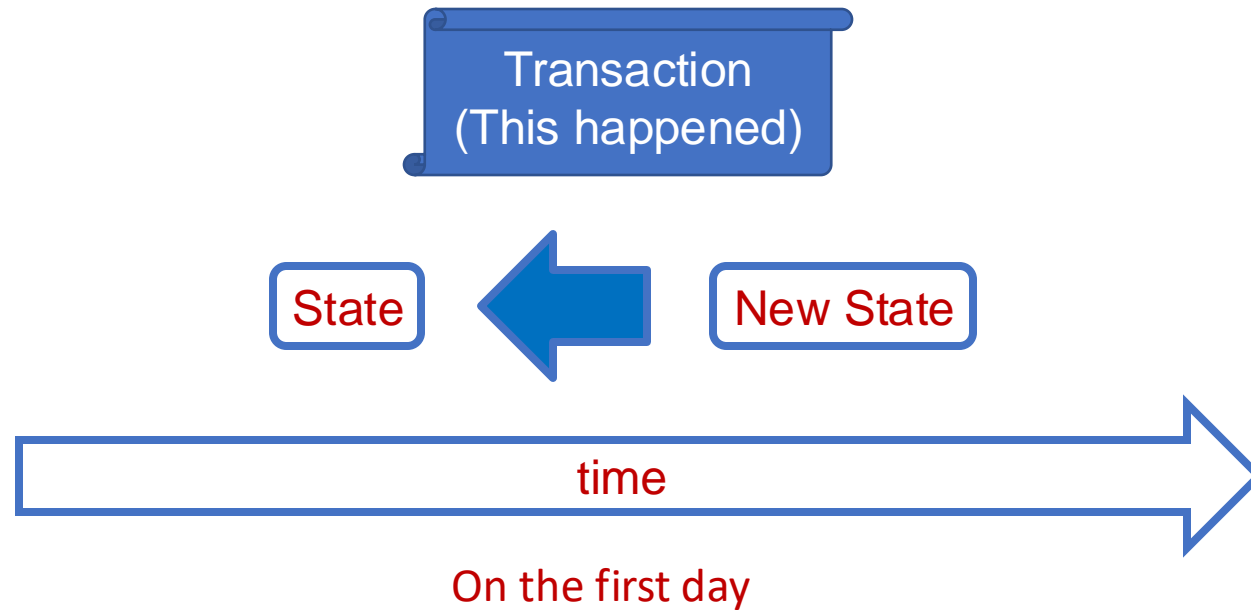 Transaction
(This happened)
State
New State
time
On the first day